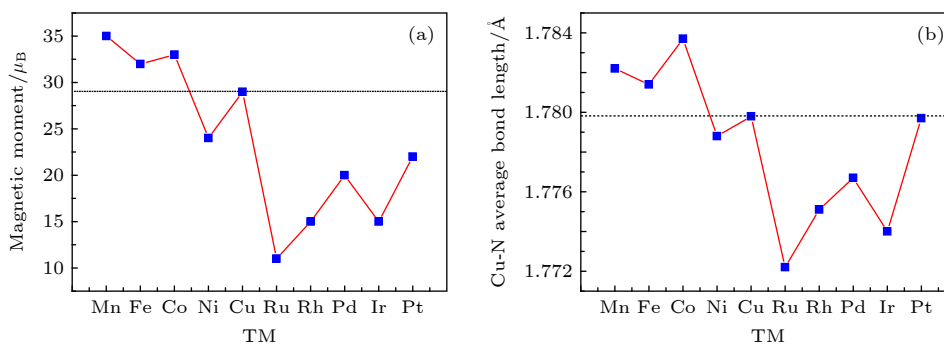 (a)
Magnetic moment/μB
35
30
25
20
15
10
Mn Fe Co Ni Cu Ru Rh Pd Ir Pt
TM
(b)
Cu-N average bond length/Å
1.784
1.780
1.776
1.772
Mn Fe Co Ni Cu Ru Rh Pd Ir Pt
TM